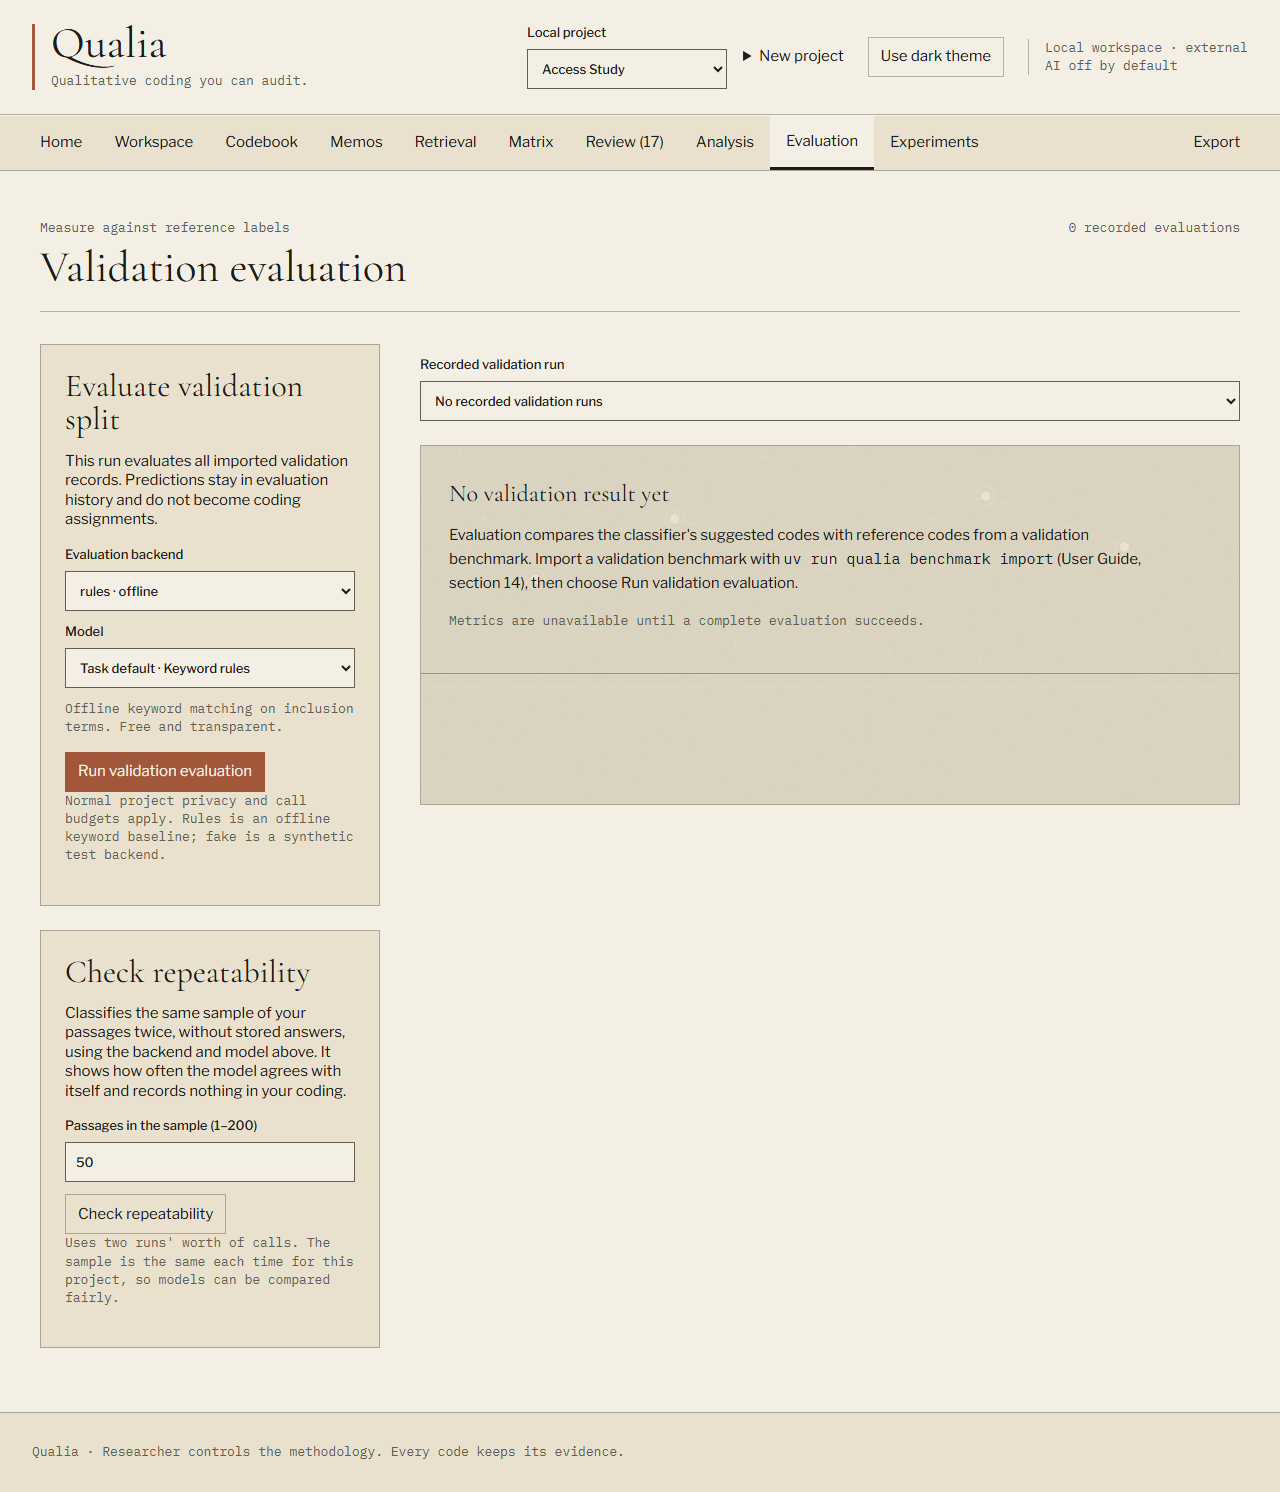 Qualia
Qualitative coding you can audit.
Local project
Access Study
New project
Use dark theme
Local workspace · external
AI off by default
Home
Workspace
Codebook
Memos
Retrieval
Matrix
Review (17)
Analysis
Evaluation
Experiments
Export
Measure against reference labels
0 recorded evaluations
Validation evaluation
Evaluate validation
split
This run evaluates all imported validation
records. Predictions stay in evaluation
history and do not become coding
assignments.
Evaluation backend
rules · offline
Model
Task default · Keyword rules
Offline keyword matching on inclusion
terms. Free and transparent.
Run validation evaluation
Normal project privacy and call
budgets apply. Rules is an offline
keyword baseline; fake is a synthetic
test backend.
Check repeatability
Classifies the same sample of your
passages twice, without stored answers,
using the backend and model above. It
shows how often the model agrees with
itself and records nothing in your coding.
Passages in the sample (1–200)
50
Check repeatability
Uses two runs' worth of calls. The
sample is the same each time for this
project, so models can be compared
fairly.
Recorded validation run
No recorded validation runs
No validation result yet
Evaluation compares the classifier's suggested codes with reference codes from a validation
benchmark. Import a validation benchmark with uv run qualia benchmark import (User Guide,
section 14), then choose Run validation evaluation.
Metrics are unavailable until a complete evaluation succeeds.
Qualia · Researcher controls the methodology. Every code keeps its evidence.